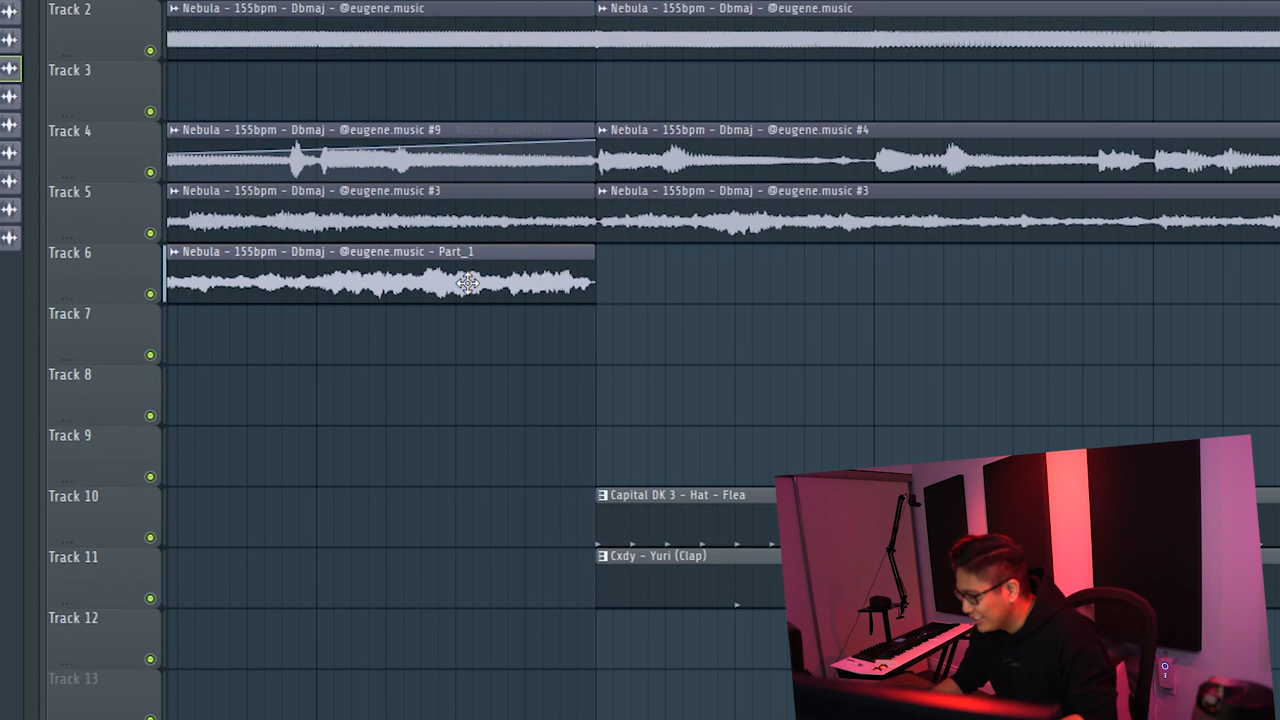 Track 2
Nebula - 155bpm - Dbmaj - @eugene.music
Nebula - 155bpm - Dbmaj - @eugene.music
Track 3
Track 4
Nebula - 155bpm - Dbmaj - @eugene.music #9
Nebula - 155bpm - Dbmaj - @eugene.music #4
Track 5
Nebula - 155bpm - Dbmaj - @eugene.music #3
Nebula - 155bpm - Dbmaj - @eugene.music #3
Track 6
Nebula - 155bpm - Dbmaj - @eugene.music - Part_1
Track 7
Track 8
Track 9
Track 10
Capital DK 3 - Hat - Flea
Track 11
Cxdy - Yuri (Clap)
Track 12
Track 13